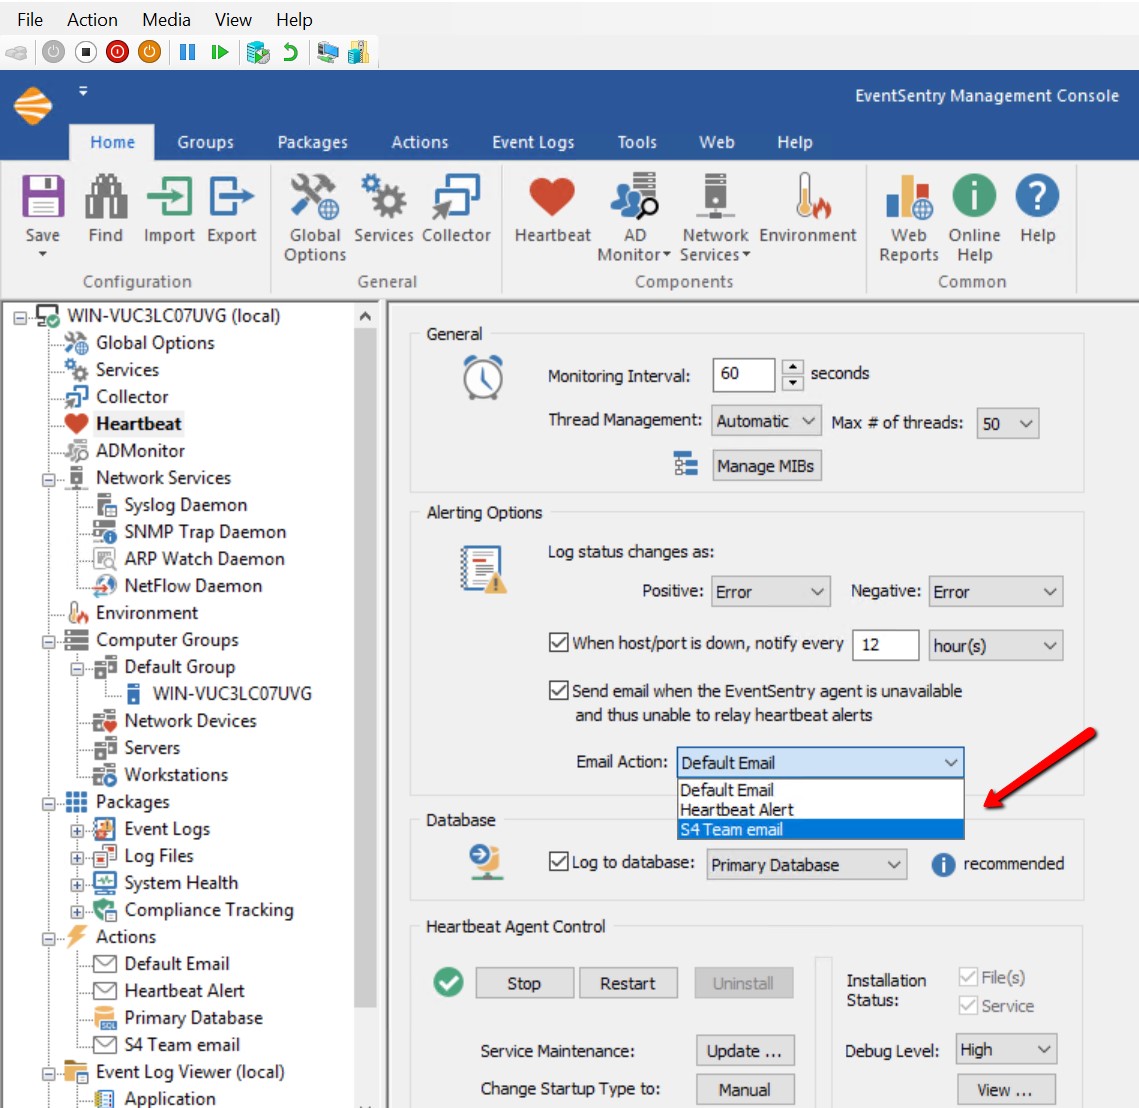 File Action Media View Help
EventSentry Management Console
Home Groups Packages Actions Event Logs Tools Web Help
Save Find Import Export
Configuration
Global Options Services Collector
General
Heartbeat AD Monitor Network Services Environment
Components
Web Reports Online Help Help
Common
WIN-VUC3LC07UVG (local)
Global Options
Services
Collector
Heartbeat
ADMonitor
Network Services
Syslog Daemon
SNMP Trap Daemon
ARP Watch Daemon
NetFlow Daemon
Environment
Computer Groups
Default Group
WIN-VUC3LC07UVG
Network Devices
Servers
Workstations
Packages
Event Logs
Log Files
System Health
Compliance Tracking
Actions
Default Email
Heartbeat Alert
SQL
Primary Database
S4 Team email
Event Log Viewer (local)
Application
General
Monitoring Interval: 60 seconds
Thread Management: Automatic Max # of threads: 50
Manage MIBs
Alerting Options
Log status changes as:
Positive: Error Negative: Error
When host/port is down, notify every 12 hour(s)
Send email when the EventSentry agent is unavailable
and thus unable to relay heartbeat alerts
Email Action: Default Email
Default Email
Heartbeat Alert
S4 Team email
Database
Log to database: Primary Database recommended
Heartbeat Agent Control
Stop Restart Uninstall
Installation Status: File(s)
Service
Service Maintenance: Update ...
Debug Level: High
Change Startup Type to: Manual
View ...